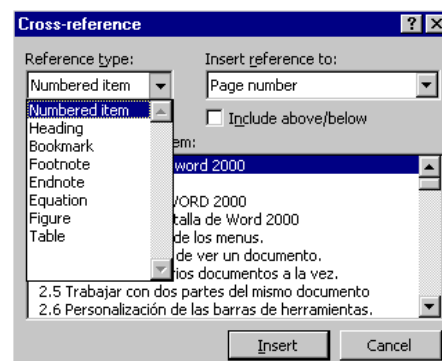 Cross-reference
Reference type: Insert reference to:
Numbered item Page number
Numbered item
Heading
Bookmark
Footnote
Endnote
Equation
Figure
Table
Include above/below
em:
word 2000
WORD 2000
talla de Word 2000
de los menus.
de ver un documento.
rios documentos a la vez.
2.5 Trabajar con dos partes del mismo documento
2.6 Personalización de las barras de herramientas.
Insert Cancel